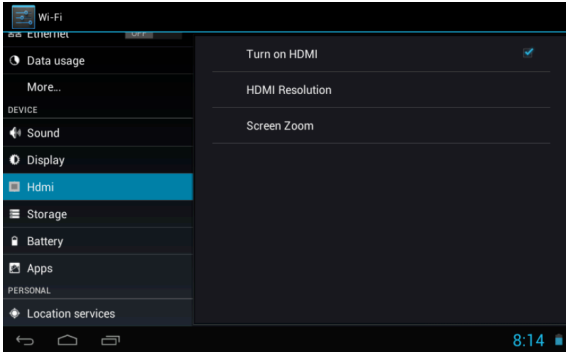 Wi-Fi
Ethernet OFF
Data usage
More...
DEVICE
Sound
Display
Hdmi
Storage
Battery
Apps
PERSONAL
Location services
Turn on HDMI
HDMI Resolution
Screen Zoom
8:14